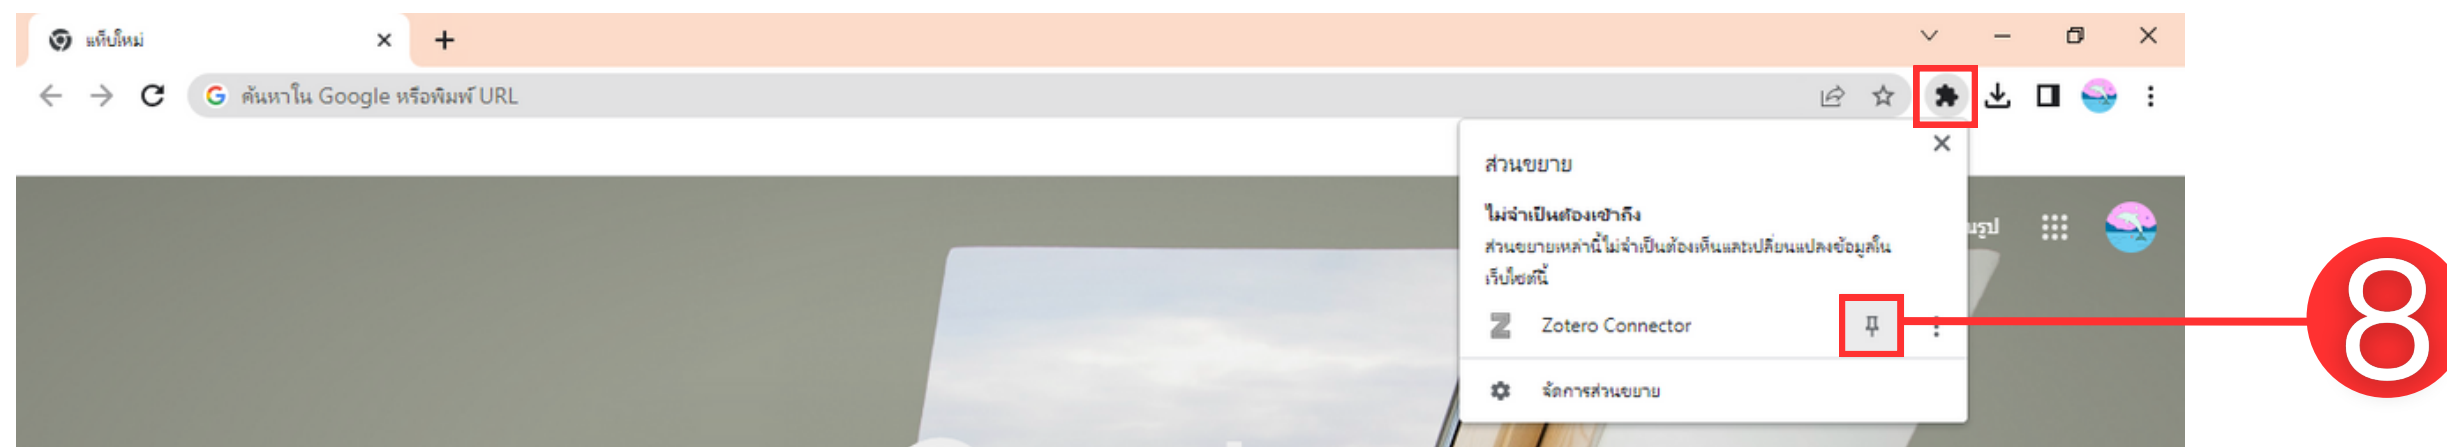 แท็บใหม่
ค้นหาใน Google หรือพิมพ์ URL
ส่วนขยาย
ไม่จำเป็นต้องเข้าถึง
ส่วนขยายเหล่านี้ไม่จำเป็นต้องเห็นและเปลี่ยนแปลงข้อมูลใน
เว็บไซต์นี้
Zotero Connector
จัดการส่วนขยาย
8